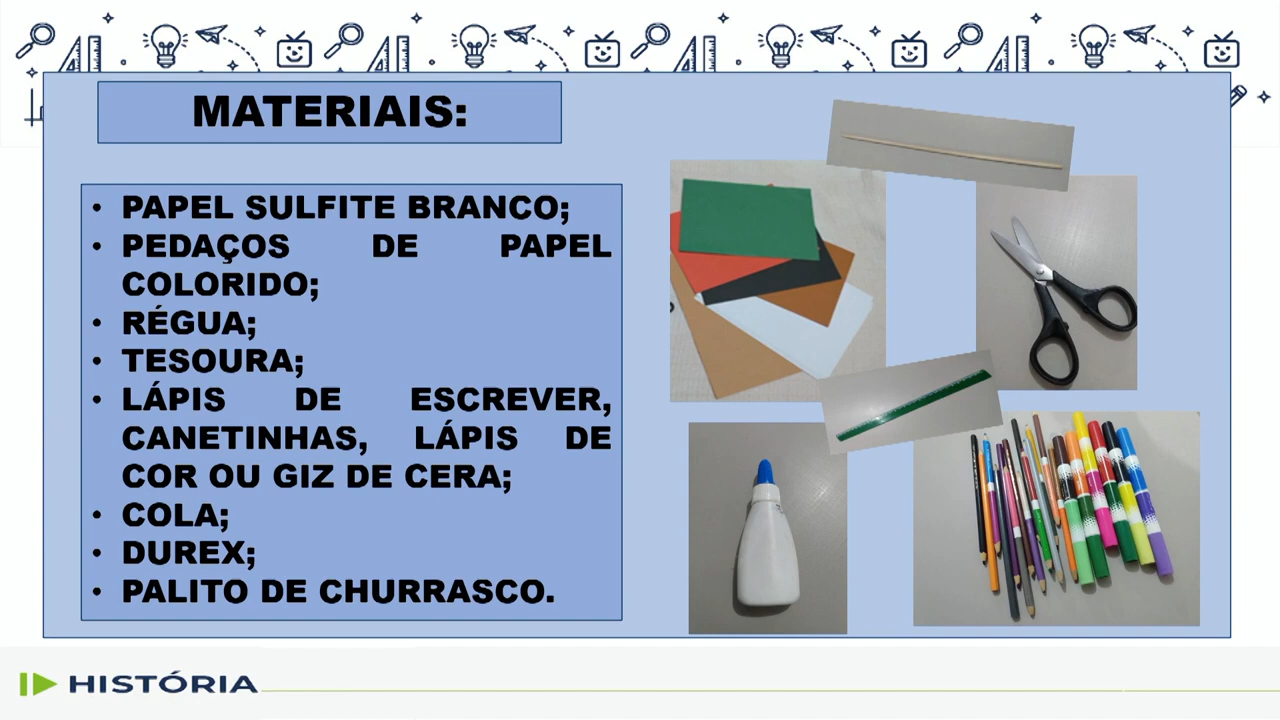 MATERIAIS:
• PAPEL SULFITE BRANCO;
• PEDAÇOS DE PAPEL
COLORIDO;
• RÉGUA;
• TESOURA;
• LÁPIS DE ESCREVER,
CANETINHAS, LÁPIS DE
COR OU GIZ DE CERA;
• COLA;
• DUREX;
• PALITO DE CHURRASCO.
HISTÓRIA